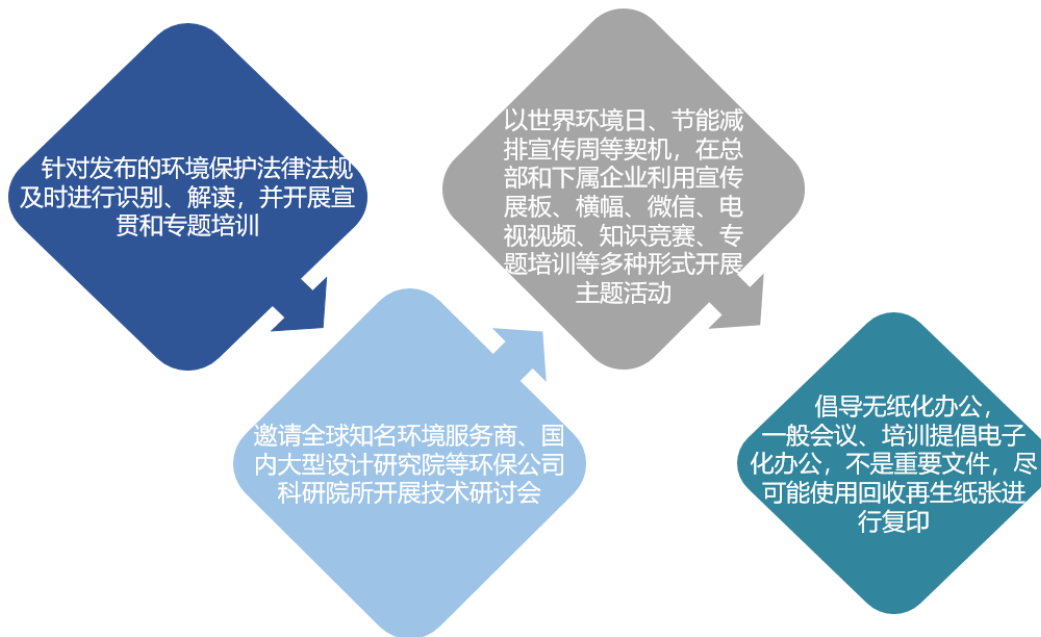 针对发布的环境保护法律法规
及时进行识别、解读，并开展宣
贯和专题培训
邀请全球知名环境服务商、国
内大型设计研究院等环保公司
科研院所开展技术研讨会
以世界环境日、节能减
排宣传周等契机，在总
部和下属企业利用宣传
展板、横幅、微信、电
视视频、知识竞赛、专
题培训等多种形式开展
主题活动
倡导无纸化办公，
一般会议、培训提倡电子
化办公，不是重要文件，尽
可能使用回收再生纸张进
行复印